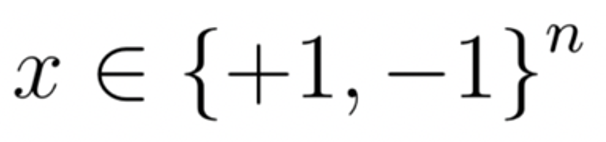 x ∈ {+1, −1}ⁿ